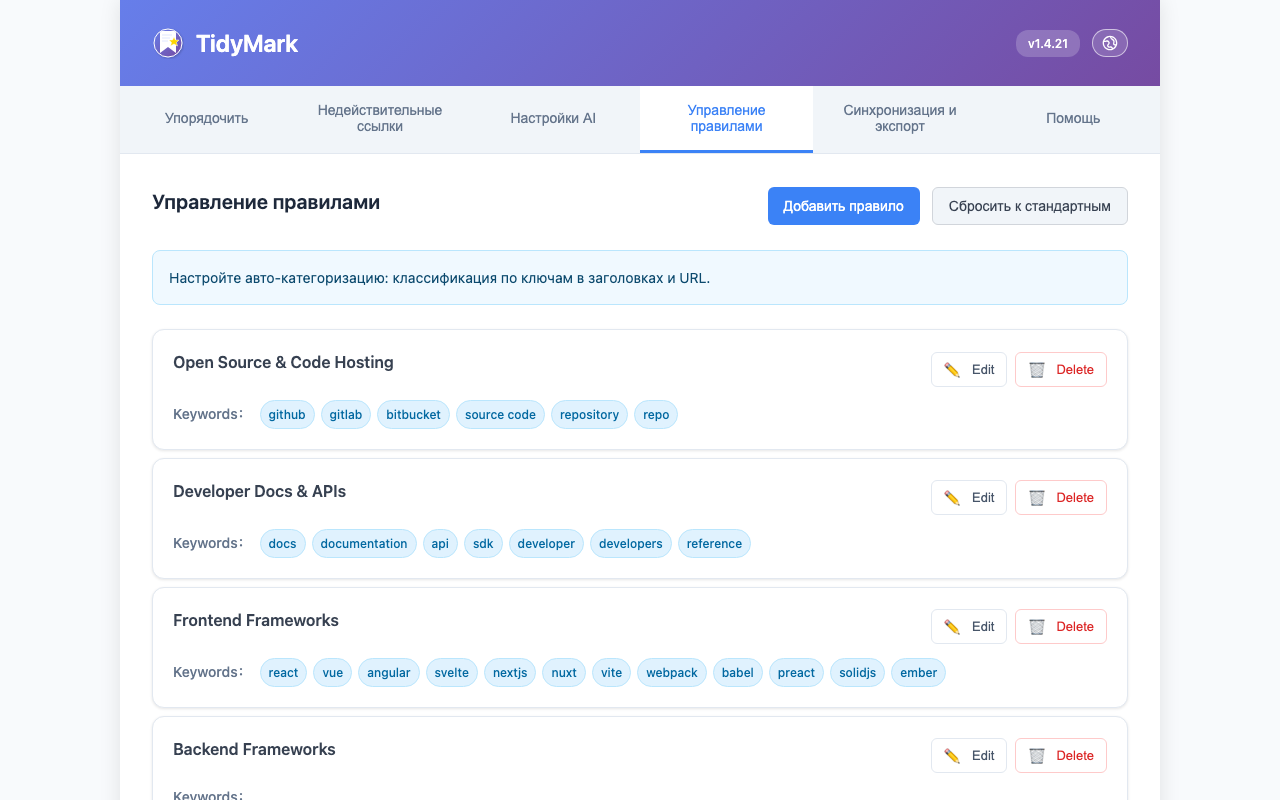 TidyMark
v1.4.21
Упорядочить
Недействительные
ссылки
Настройки AI
Управление
правилами
Синхронизация и
экспорт
Помощь
Управление правилами
Добавить правило
Сбросить к стандартным
Настройте авто-категоризацию: классификация по ключам в заголовках и URL.
Open Source & Code Hosting
Edit
Delete
Keywords: github gitlab bitbucket source code repository repo
Developer Docs & APIs
Edit
Delete
Keywords: docs documentation api sdk developer developers reference
Frontend Frameworks
Edit
Delete
Keywords: react vue angular svelte nextjs nuxt vite webpack babel preact solidjs ember
Backend Frameworks
Edit
Delete
Keywords: